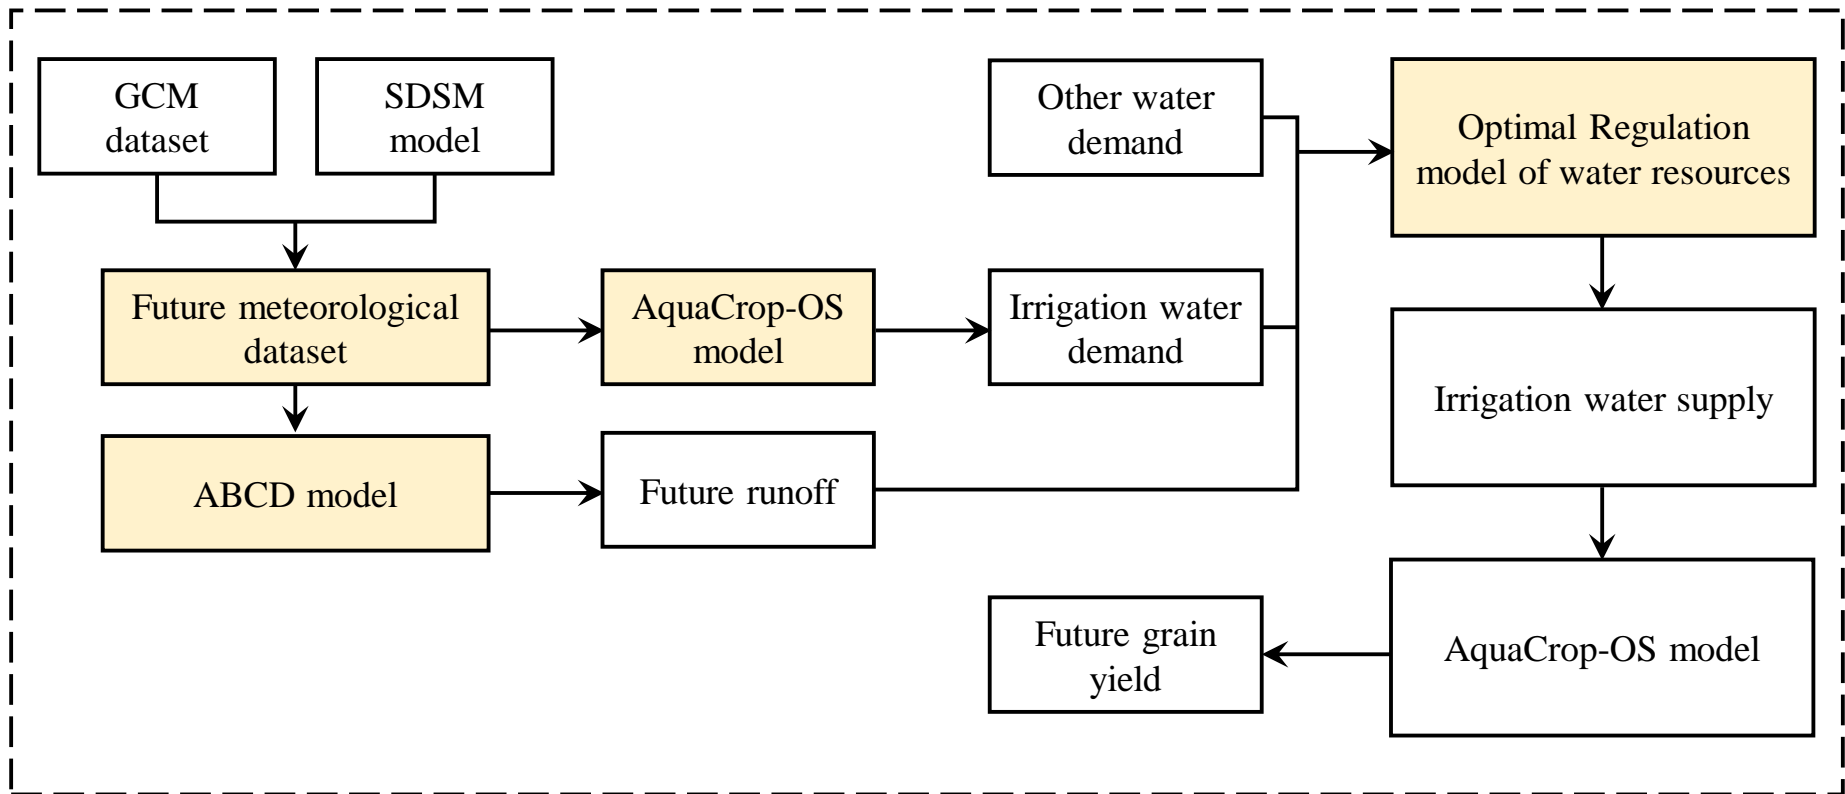 GCM
dataset
SDSM
model
Other water
demand
Optimal Regulation
model of water resources
Future meteorological
dataset
AquaCrop-OS
model
Irrigation water
demand
Irrigation water supply
ABCD model
Future runoff
Future grain
yield
AquaCrop-OS model